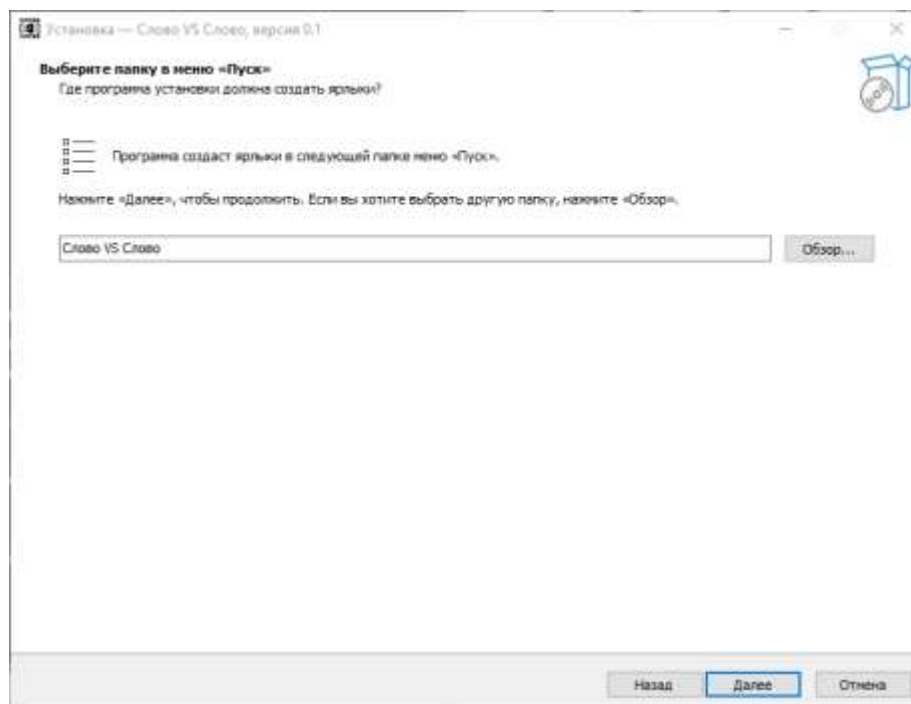 Установка — Слово VS Слово, версия 0.1
Выберите папку в меню «Пуск»
Где программа установки должна создать ярлыки?
Программа создаст ярлыки в следующей папке меню «Пуск».
Нажмите «Далее», чтобы продолжить. Если вы хотите выбрать другую папку, нажмите «Обзор».
Слово VS Слово
Обзор...
Назад
Далее
Отмена